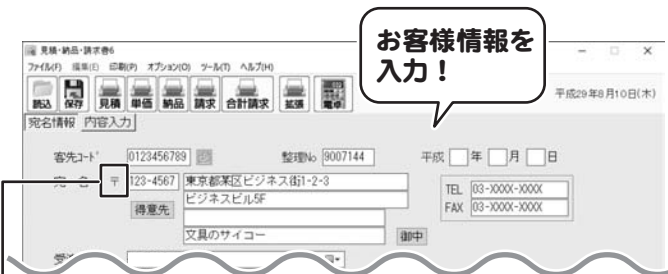 お客様情報を
入力！
見積・納品・請求書6
ファイル(F) 編集(E) 印刷(P) オプション(O) ツール(T) ヘルプ(H)
読込 保存 見積 単価 納品 請求 合計請求 拡張 電卓
平成29年8月10日(木)
宛名情報 内容入力
客先コード 0123456789 整理No 9007144 平成 年 月 日
宛 名 〒 123-4567 東京都某区ビジネス街1-2-3
ビジネスビル5F
得意先
文具のサイコー 御中
TEL 03-XXXX-XXXX
FAX 03-XXXX-XXXX